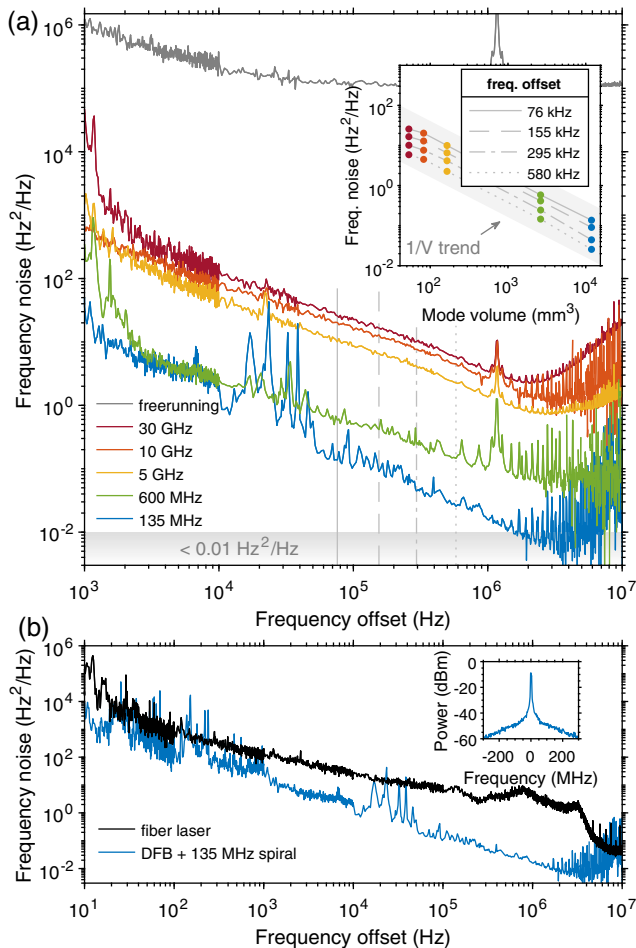 (a)
10^6
10^4
10^2
10^0
10^-2
Frequency noise (Hz^2/Hz)
freerunning
30 GHz
10 GHz
5 GHz
600 MHz
135 MHz
< 0.01 Hz^2/Hz
10^3
10^4
10^5
10^6
10^7
Frequency offset (Hz)
Freq. noise (Hz^2/Hz)
10^2
10^0
10^-2
freq. offset
76 kHz
155 kHz
295 kHz
580 kHz
1/V trend
10^2
10^3
10^4
Mode volume (mm^3)
(b)
10^6
10^4
10^2
10^0
10^-2
Frequency noise (Hz^2/Hz)
fiber laser
DFB + 135 MHz spiral
10^1
10^2
10^3
10^4
10^5
10^6
10^7
Frequency offset (Hz)
Power (dBm)
0
-20
-40
-60
-200
0
200
Frequency (MHz)